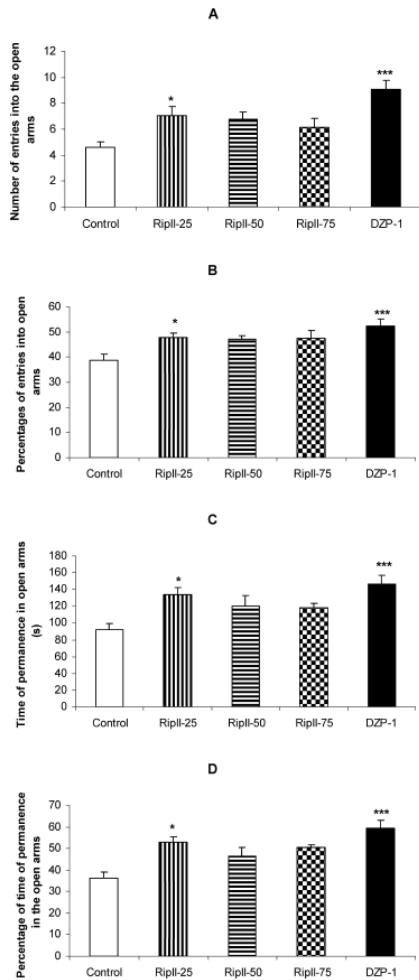 A
Number of entries into the open
arms
12
10
8
6
4
2
0
*
***
Control RipII-25 RipII-50 RipII-75 DZP-1
B
Percentages of entries into open
arms
60
50
40
30
20
10
0
*
***
Control RipII-25 RipII-50 RipII-75 DZP-1
C
Time of permanence in open arms
(s)
180
160
140
120
100
80
60
40
20
0
*
***
Control RipII-25 RipII-50 RipII-75 DZP-1
D
Percentage of time of permanence
in the open arms
70
60
50
40
30
20
10
0
*
***
Control RipII-25 RipII-50 RipII-75 DZP-1